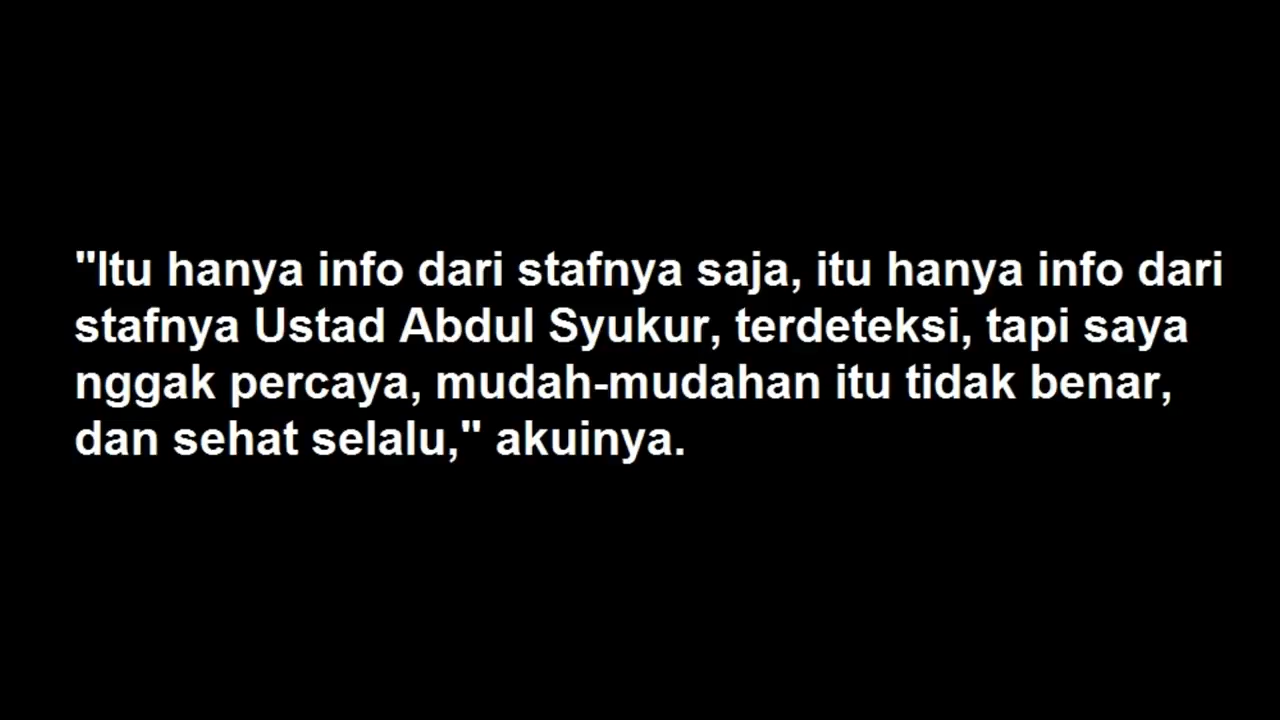 "Itu hanya info dari stafnya saja, itu hanya info dari
stafnya Ustad Abdul Syukur, terdeteksi, tapi saya
nggak percaya, mudah-mudahan itu tidak benar,
dan sehat selalu," akuinya.